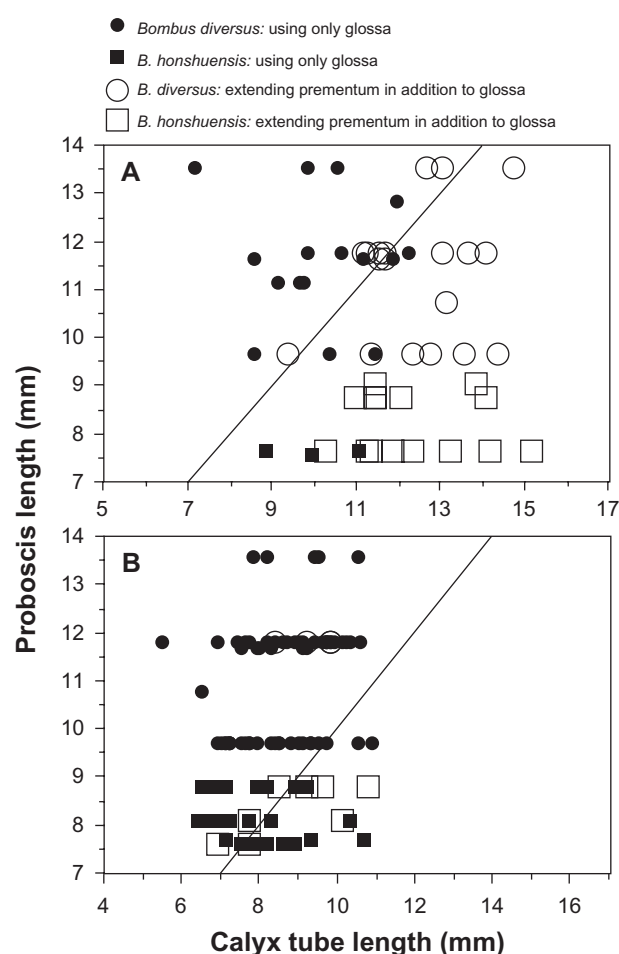 Bombus diversus: using only glossa
B. honshuensis: using only glossa
B. diversus: extending prementum in addition to glossa
B. honshuensis: extending prementum in addition to glossa
A
14
13
12
11
10
9
8
7
5 7 9 11 13 15 17
B
14
13
12
11
10
9
8
7
4 6 8 10 12 14 16
Proboscis length (mm)
Calyx tube length (mm)